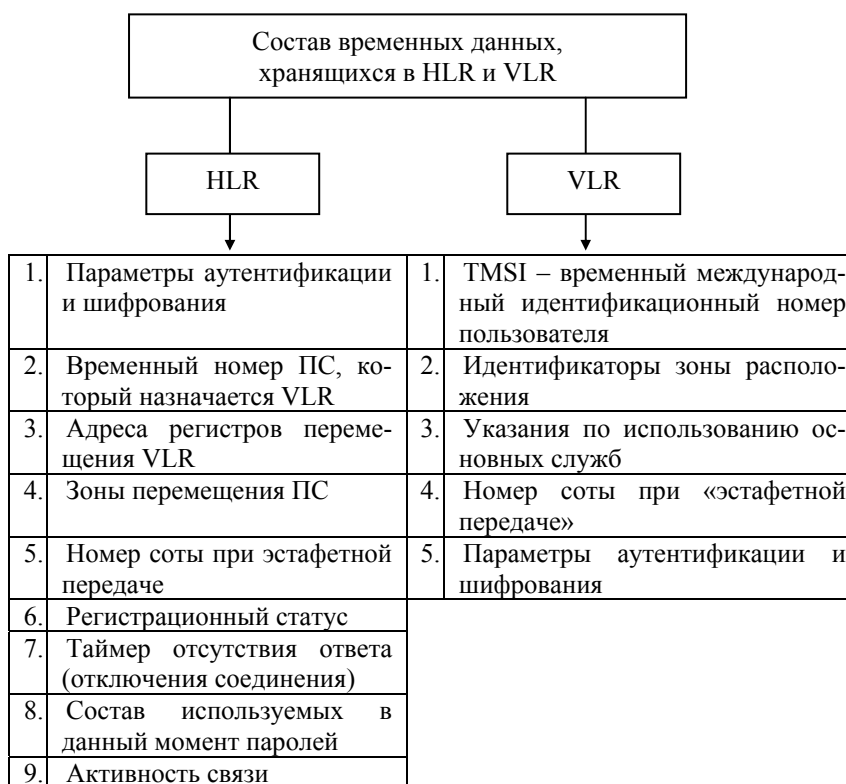 Состав временных данных,
хранящихся в HLR и VLR
HLR
VLR
1. Параметры аутентификации
и шифрования
1. TMSI – временный международ-
ный идентификационный номер
пользователя
2. Временный номер ПС, ко-
торый назначается VLR
2. Идентификаторы зоны располо-
жения
3. Адреса регистров переме-
щения VLR
3. Указания по использованию ос-
новных служб
4. Зоны перемещения ПС
4. Номер соты при «эстафетной
передаче»
5. Номер соты при эстафетной
передаче
5. Параметры аутентификации и
шифрования
6. Регистрационный статус
7. Таймер отсутствия ответа
(отключения соединения)
8. Состав используемых в
данный момент паролей
9. Активность связи